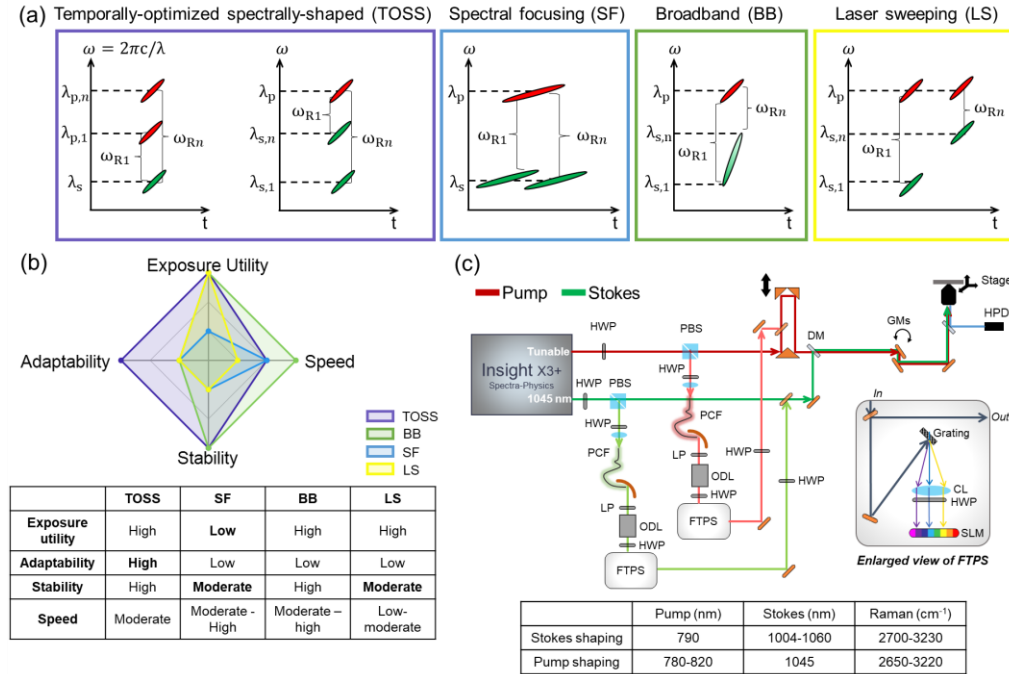 (a) Temporally-optimized spectrally-shaped (TOSS) Spectral focusing (SF) Broadband (BB) Laser sweeping (LS)
ω = 2πc/λ
ω ω ω ω
λp,n λp λp λp λp
ωR1 ωRn
λp,1 λs,n λs,n λs,n
ωR1 ωRn ωR1 ωRn ωR1 ωR1 ωRn
λs λs,1 λs λs,1 λs,1
t t t t t
(b)
Exposure Utility
Adaptability
Speed
Stability
TOSS
BB
SF
LS
TOSS SF BB LS
Exposure utility High Low High High
Adaptability High Low Low Low
Stability High Moderate High Moderate
Speed Moderate Moderate - High Moderate – high Low-moderate
(c)
Pump Stokes
Stage
HPD
GMs
DM
HWP PBS
Tunable
Insight X3+
Spectra-Physics
1045 nm
HWP PBS HWP
HWP PCF
PCF LP
ODL HWP
LP HWP
ODL FTPS
HWP
FTPS
HWP
In
Out
Grating
CL
HWP
SLM
Enlarged view of FTPS
Pump (nm) Stokes (nm) Raman (cm⁻¹)
Stokes shaping 790 1004-1060 2700-3230
Pump shaping 780-820 1045 2650-3220